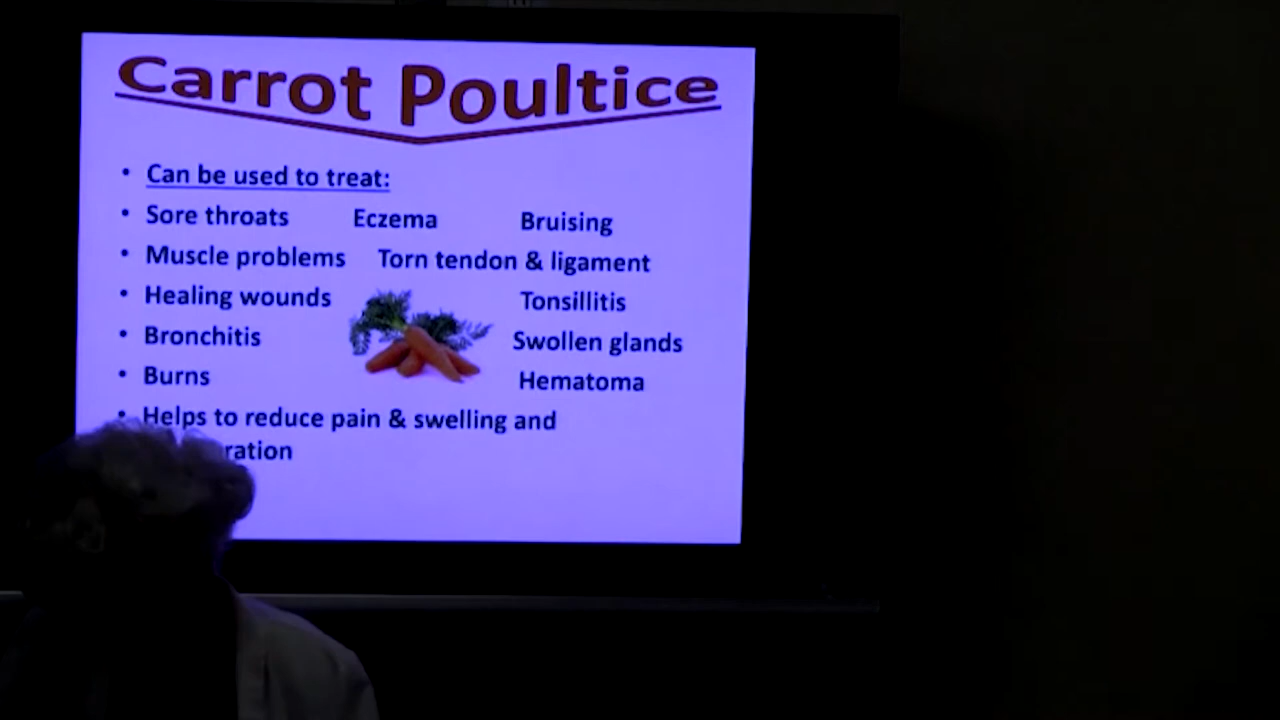 Carrot Poultice
• Can be used to treat:
• Sore throats Eczema Bruising
• Muscle problems Torn tendon & ligament
• Healing wounds Tonsillitis
• Bronchitis Swollen glands
• Burns Hematoma
• Helps to reduce pain & swelling and